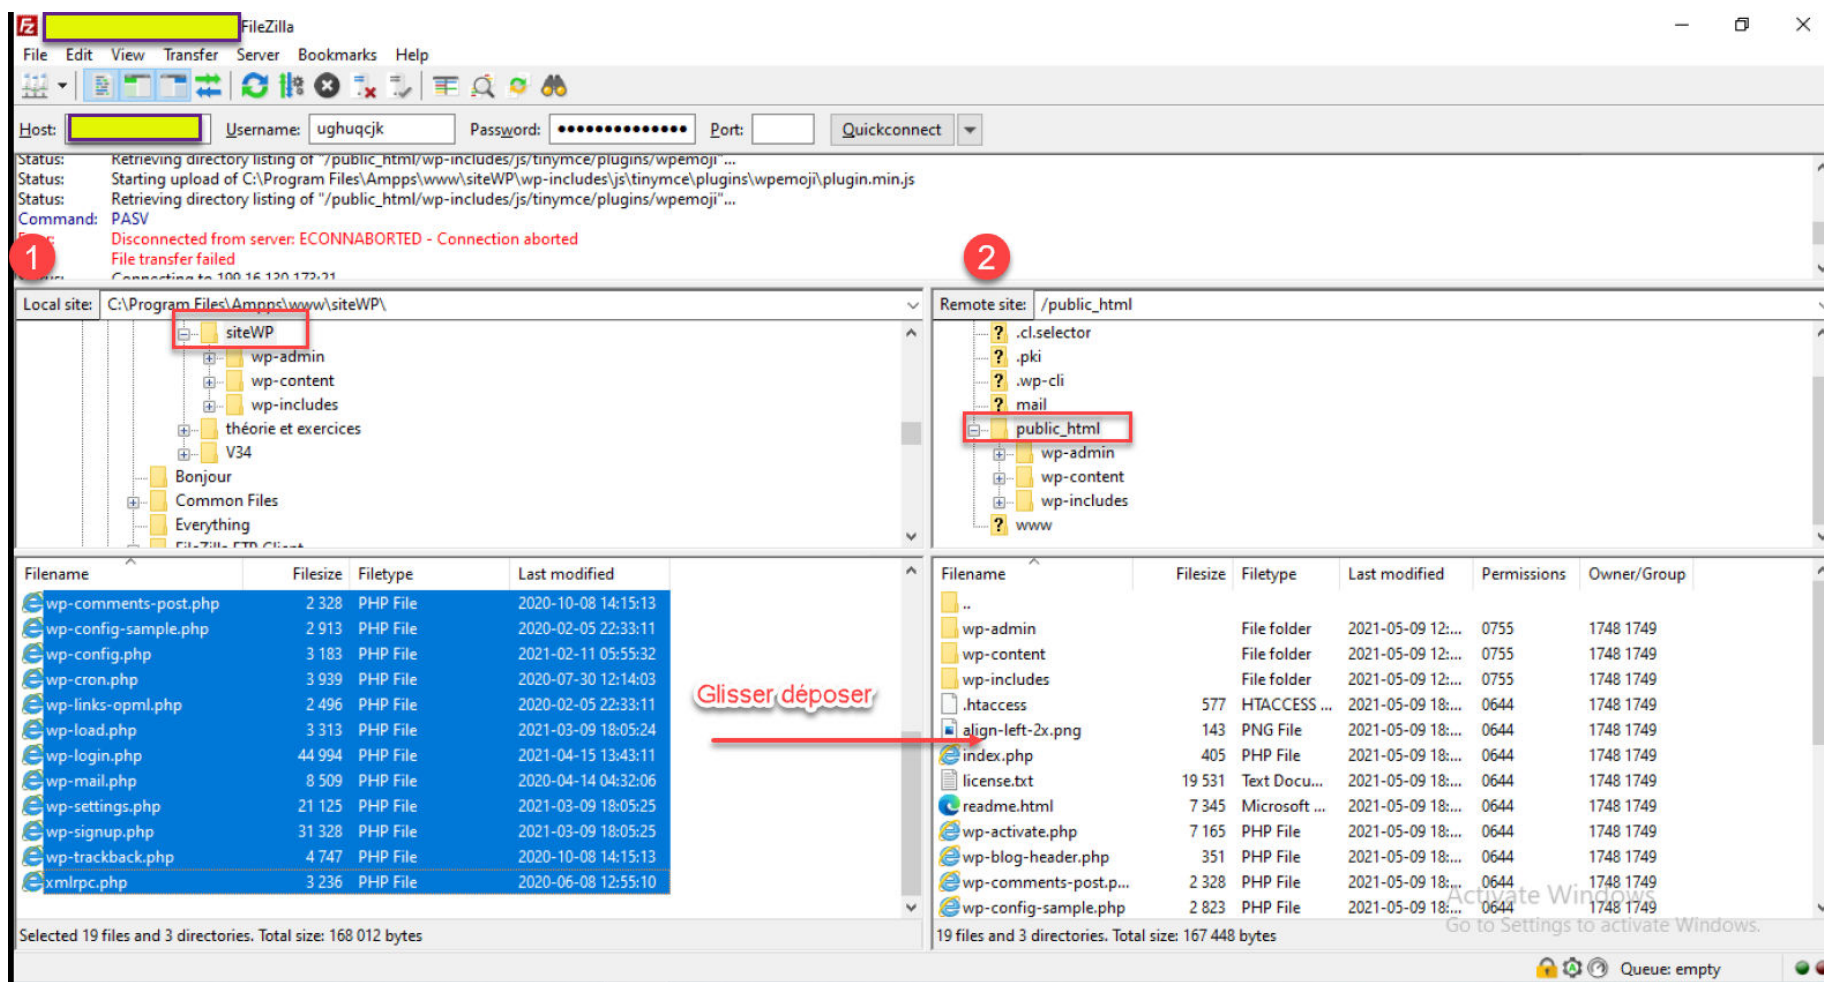 FileZilla
File Edit View Transfer Server Bookmarks Help
Host: Username: ughuqcjk Password: •••••••••••••• Port: Quickconnect
Status: Retrieving directory listing of "/public_html/wp-includes/js/tinymce/plugins/wpemoji"...
Status: Starting upload of C:\Program Files\Ampps\www\siteWP\wp-includes\js\tinymce\plugins\wpemoji\plugin.min.js
Status: Retrieving directory listing of "/public_html/wp-includes/js/tinymce/plugins/wpemoji"...
Command: PASV
Disconnected from server: ECONNABORTED - Connection aborted
File transfer failed
Connecting to 199.16.130.173:21
1
2
Local site: C:\Program Files\Ampps\www\siteWP\
siteWP
wp-admin
wp-content
wp-includes
théorie et exercices
V34
Bonjour
Common Files
Everything
FileZilla FTP Client
Remote site: /public_html
.cl.selector
.pki
.wp-cli
mail
public_html
wp-admin
wp-content
wp-includes
www
Filename Filesize Filetype Last modified
wp-comments-post.php 2 328 PHP File 2020-10-08 14:15:13
wp-config-sample.php 2 913 PHP File 2020-02-05 22:33:11
wp-config.php 3 183 PHP File 2021-02-11 05:55:32
wp-cron.php 3 939 PHP File 2020-07-30 12:14:03
wp-links-opml.php 2 496 PHP File 2020-02-05 22:33:11
wp-load.php 3 313 PHP File 2021-03-09 18:05:24
wp-login.php 44 994 PHP File 2021-04-15 13:43:11
wp-mail.php 8 509 PHP File 2020-04-14 04:32:06
wp-settings.php 21 125 PHP File 2021-03-09 18:05:25
wp-signup.php 31 328 PHP File 2021-03-09 18:05:25
wp-trackback.php 4 747 PHP File 2020-10-08 14:15:13
xmlrpc.php 3 236 PHP File 2020-06-08 12:55:10
Selected 19 files and 3 directories. Total size: 168 012 bytes
Glisser déposer
Filename Filesize Filetype Last modified Permissions Owner/Group
..
wp-admin File folder 2021-05-09 12:... 0755 1748 1749
wp-content File folder 2021-05-09 12:... 0755 1748 1749
wp-includes File folder 2021-05-09 12:... 0755 1748 1749
.htaccess 577 HTACCESS ... 2021-05-09 18:... 0644 1748 1749
align-left-2x.png 143 PNG File 2021-05-09 18:... 0644 1748 1749
index.php 405 PHP File 2021-05-09 18:... 0644 1748 1749
license.txt 19 531 Text Docu... 2021-05-09 18:... 0644 1748 1749
readme.html 7 345 Microsoft ... 2021-05-09 18:... 0644 1748 1749
wp-activate.php 7 165 PHP File 2021-05-09 18:... 0644 1748 1749
wp-blog-header.php 351 PHP File 2021-05-09 18:... 0644 1748 1749
wp-comments-post.p... 2 328 PHP File 2021-05-09 18:... 0644 1748 1749
wp-config-sample.php 2 823 PHP File 2021-05-09 18:... 0644 1748 1749
19 files and 3 directories. Total size: 167 448 bytes
Activate Windows
Go to Settings to activate Windows.
Queue: empty